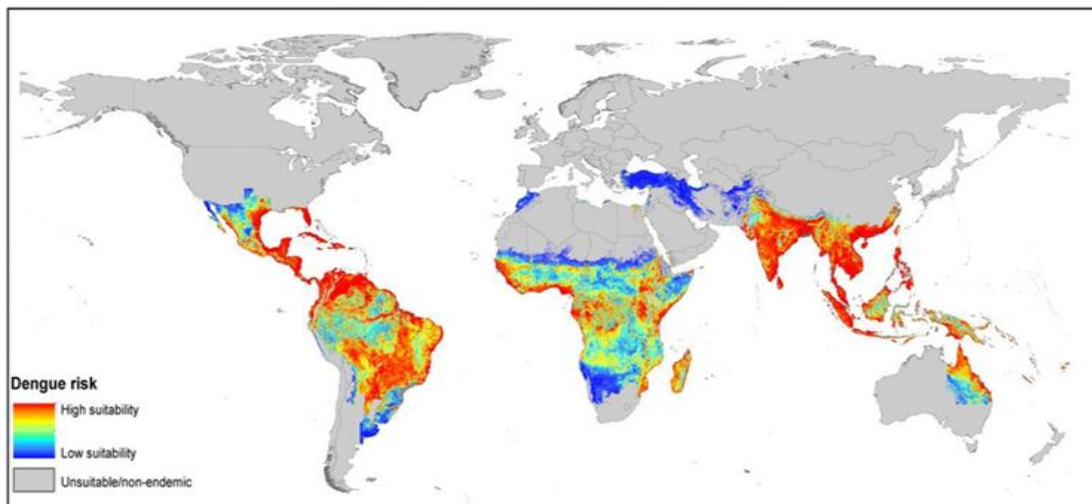 Dengue risk
High suitability
Low suitability
Unsuitable/non-endemic